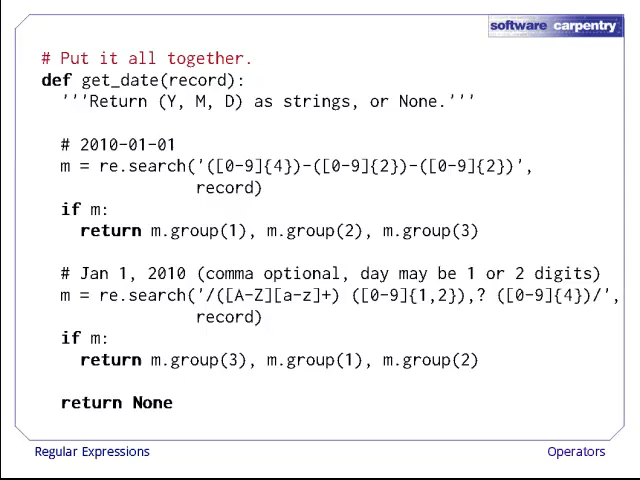 software carpentry
# Put it all together.
def get_date(record):
'''Return (Y, M, D) as strings, or None.'''
# 2010-01-01
m = re.search('([0-9]{4})-([0-9]{2})-([0-9]{2})',
record)
if m:
return m.group(1), m.group(2), m.group(3)
# Jan 1, 2010 (comma optional, day may be 1 or 2 digits)
m = re.search('/([A-Z][a-z]+) ([0-9]{1,2}),? ([0-9]{4})/',
record)
if m:
return m.group(3), m.group(1), m.group(2)
return None
Regular Expressions
Operators